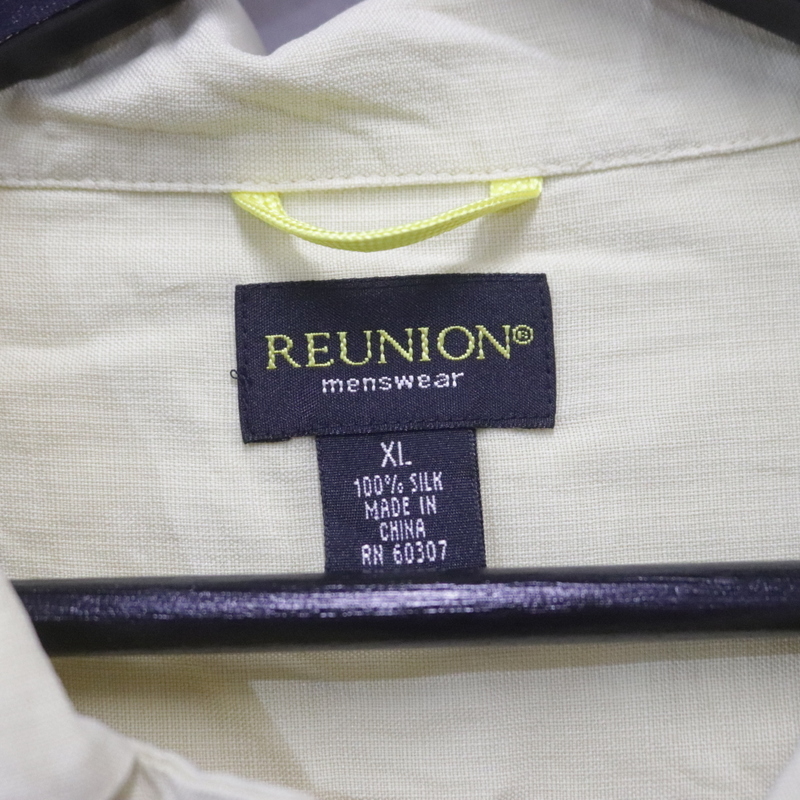 REUNION®
menswear
XL
100% SILK
MADE IN
CHINA
RN 60307